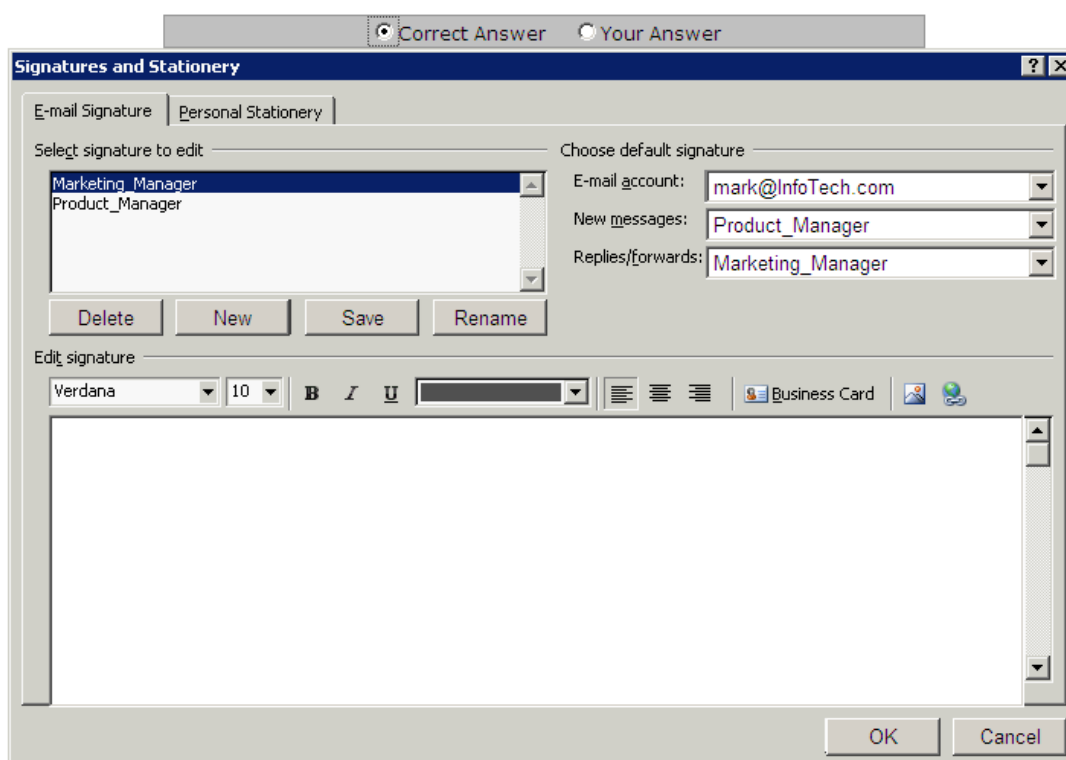 Correct Answer Your Answer
Signatures and Stationery
E-mail Signature Personal Stationery
Select signature to edit
Marketing_Manager
Product_Manager
Delete New Save Rename
Choose default signature
E-mail account: mark@InfoTech.com
New messages: Product_Manager
Replies/forwards: Marketing_Manager
Edit signature
Verdana 10 B I U Business Card
OK Cancel